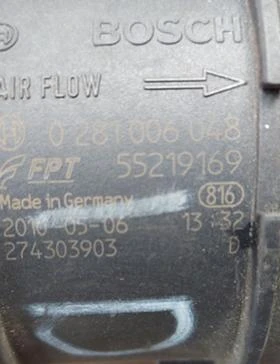 BOSCH
AIR FLOW
0 281 006 048
FPT 55219169
Made in Germany 816
2010-05-06 13:32
274303903 D